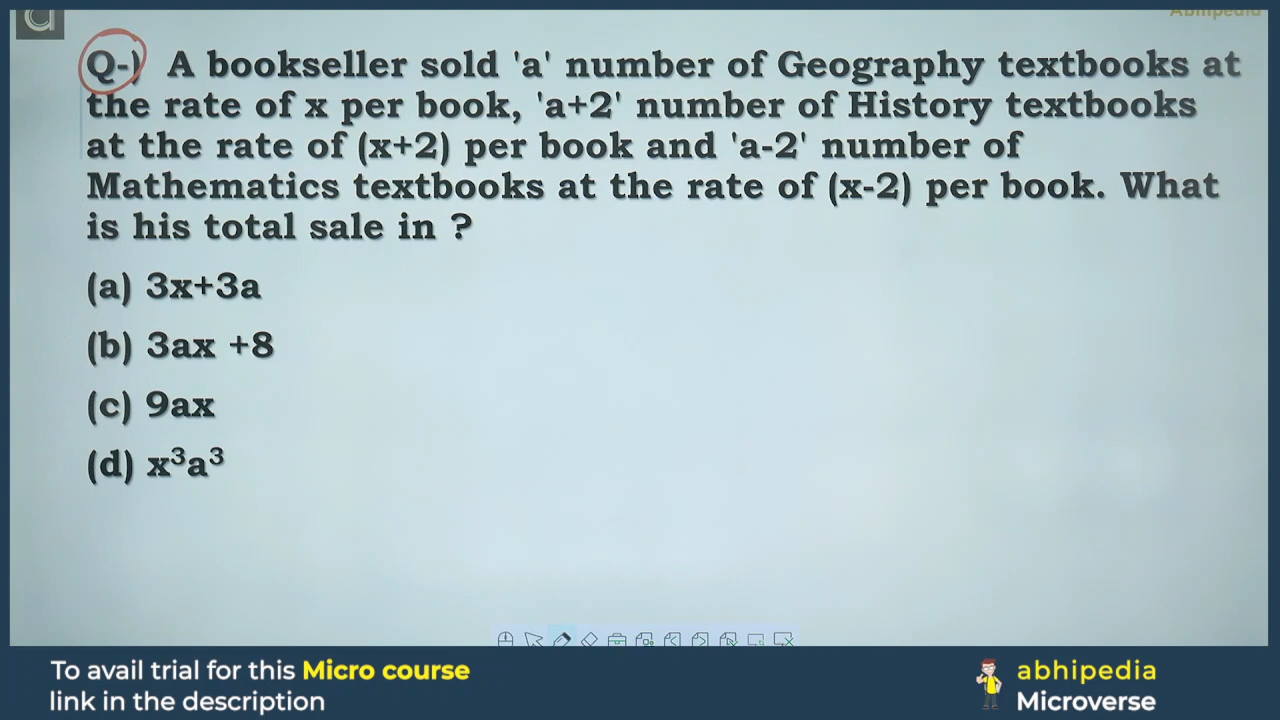 Abhipedia
Q-) A bookseller sold 'a' number of Geography textbooks at
the rate of x per book, 'a+2' number of History textbooks
at the rate of (x+2) per book and 'a-2' number of
Mathematics textbooks at the rate of (x-2) per book. What
is his total sale in ?
(a) 3x+3a
(b) 3ax +8
(c) 9ax
(d) x³a³
To avail trial for this Micro course
link in the description
abhipedia
Microverse